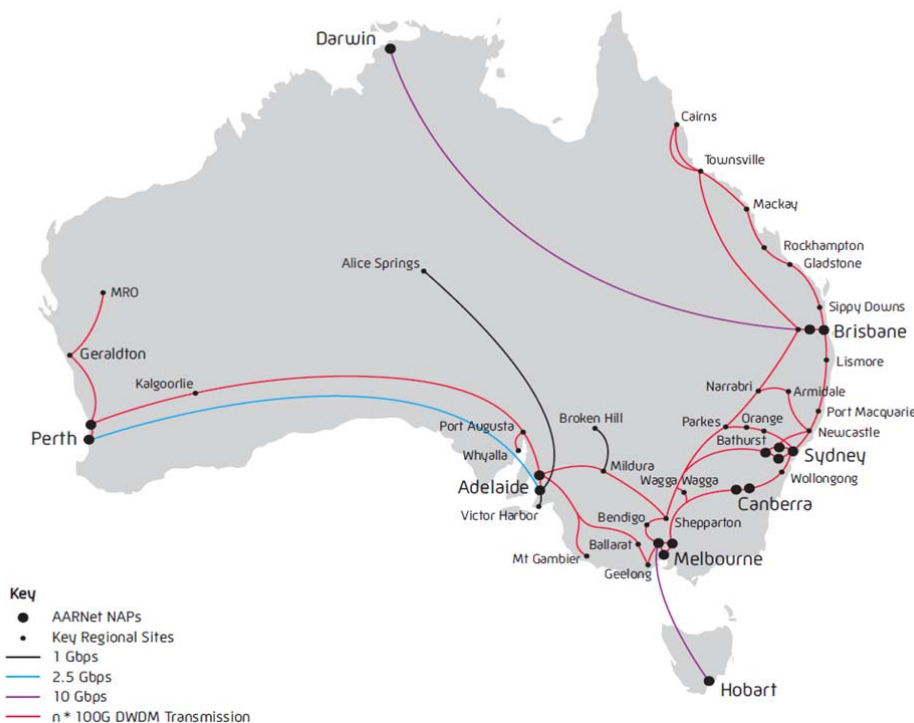 Darwin
Cairns
Townsville
Mackay
Rockhampton
Gladstone
Alice Springs
MRO
Sippy Downs
Brisbane
Geraldton
Lismore
Kalgoorlie
Narrabri
Armidale
Broken Hill
Port Macquarie
Parkes
Orange
Port Augusta
Newcastle
Perth
Bathurst
Whyalla
Sydney
Mildura
Wagga Wagga
Wollongong
Adelaide
Canberra
Victor Harbor
Bendigo
Shepparton
Ballarat
Mt Gambier
Melbourne
Geelong
Key
AARNet NAPs
Key Regional Sites
1 Gbps
2.5 Gbps
10 Gbps
Hobart
n * 100G DWDM Transmission